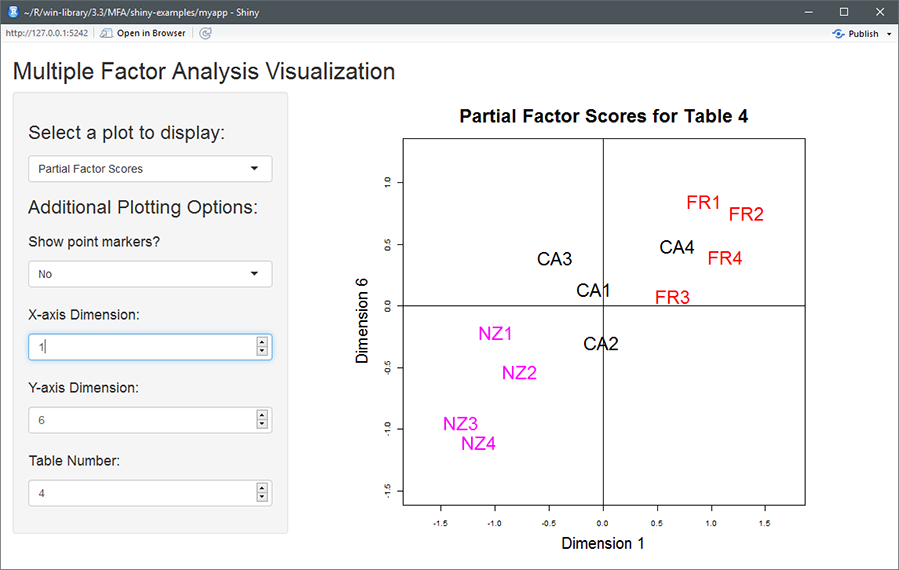 ~/R/win-library/3.3/MFA/shiny-examples/myapp - Shiny
http://127.0.0.1:5242 Open in Browser Publish
Multiple Factor Analysis Visualization
Select a plot to display:
Partial Factor Scores
Additional Plotting Options:
Show point markers?
No
X-axis Dimension:
1
Y-axis Dimension:
6
Table Number:
4
Partial Factor Scores for Table 4
1.0
0.5
0.0
-0.5
-1.0
-1.5
Dimension 6
FR1
FR2
CA4
CA3
FR4
CA1
FR3
NZ1
CA2
NZ2
NZ3
NZ4
-1.5 -1.0 -0.5 0.0 0.5 1.0 1.5
Dimension 1